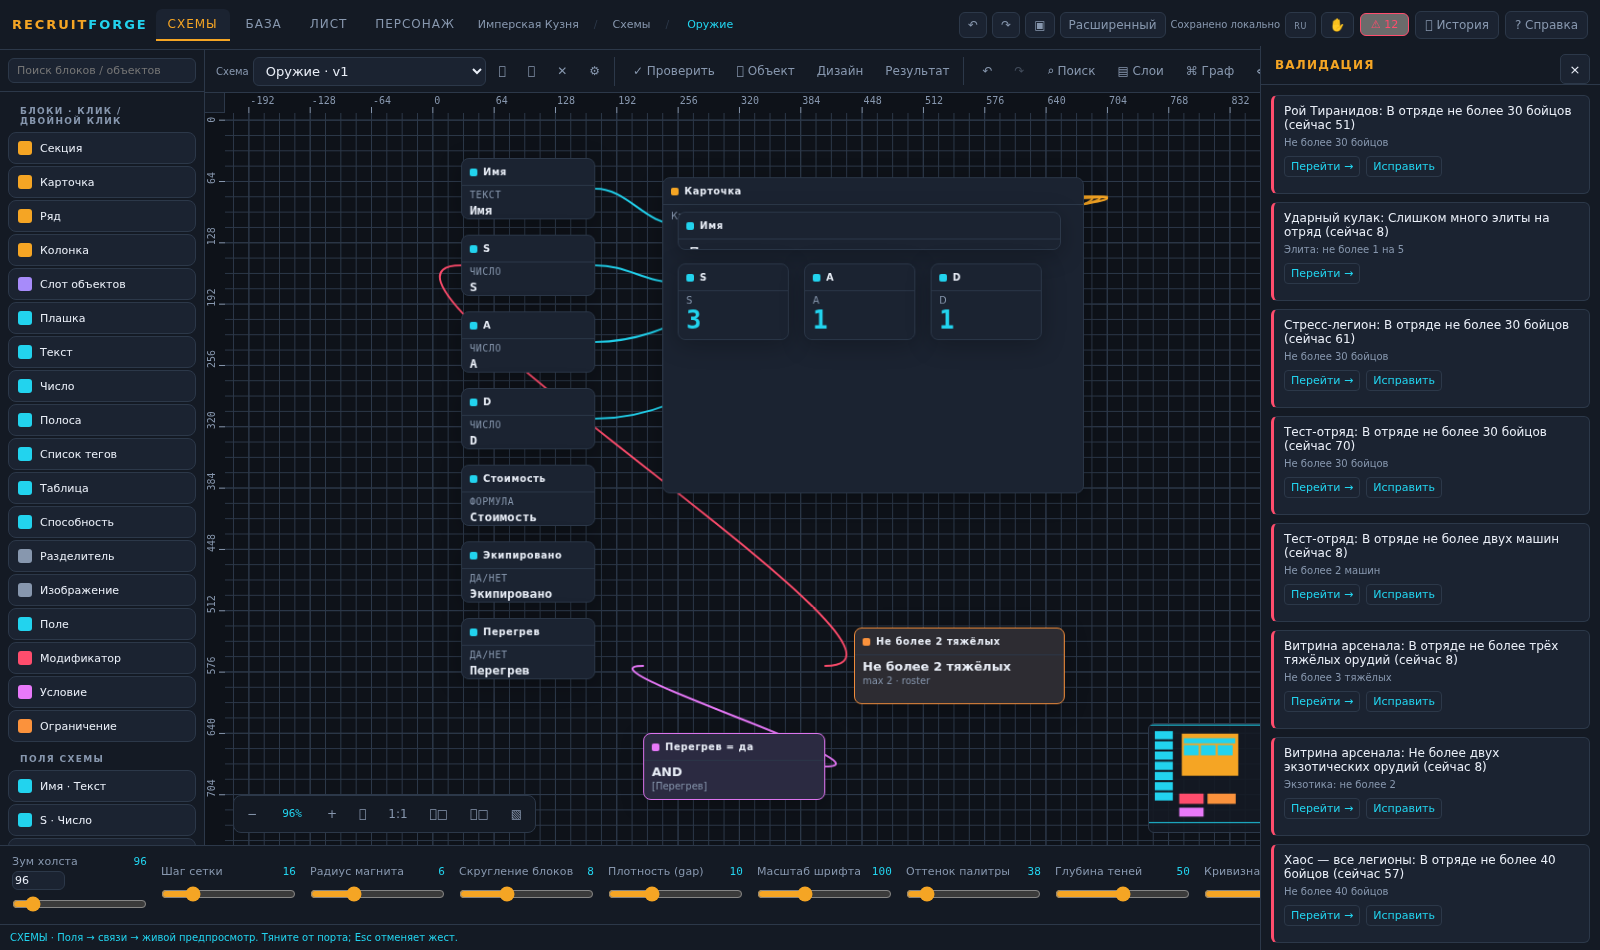 RECRUITFORGE СХЕМЫ БАЗА ЛИСТ ПЕРСОНАЖ Имперская Кузня / Схемы / Оружие
↶ ↷ ▣ Расширенный Сохранено локально RU ✋ ⚠ 12 История ? Справка
Поиск блоков / объектов
БЛОКИ · КЛИК /
ДВОЙНОЙ КЛИК
Секция
Карточка
Ряд
Колонка
Слот объектов
Плашка
Текст
Число
Полоса
Список тегов
Таблица
Способность
Разделитель
Изображение
Поле
Модификатор
Условие
Ограничение
ПОЛЯ СХЕМЫ
Имя · Текст
S · Число
Схема Оружие · v1 ✕ ⚙ ✓ Проверить Объект Дизайн Результат ↶ ↷ ⌕ Поиск ▤ Слои ⌘ Граф
-192 -128 -64 0 64 128 192 256 320 384 448 512 576 640 704 768 832
0
64
128
192
256
320
384
448
512
576
640
704
Имя
ТЕКСТ
Имя
S
ЧИСЛО
S
A
ЧИСЛО
A
D
ЧИСЛО
D
Стоимость
ФОРМУЛА
Стоимость
Экипировано
ДА/НЕТ
Экипировано
Перегрев
ДА/НЕТ
Перегрев
Карточка
Имя
S
S
3
A
A
1
D
D
1
Не более 2 тяжёлых
Не более 2 тяжёлых
max 2 · roster
Перегрев = да
AND
[Перегрев]
− 96% + 1:1
ВАЛИДАЦИЯ ✕
Рой Тиранидов: В отряде не более 30 бойцов
(сейчас 51)
Не более 30 бойцов
Перейти → Исправить
Ударный кулак: Слишком много элиты на
отряд (сейчас 8)
Элита: не более 1 на 5
Перейти →
Стресс-легион: В отряде не более 30 бойцов
(сейчас 61)
Не более 30 бойцов
Перейти → Исправить
Тест-отряд: В отряде не более 30 бойцов
(сейчас 70)
Не более 30 бойцов
Перейти → Исправить
Тест-отряд: В отряде не более двух машин
(сейчас 8)
Не более 2 машин
Перейти → Исправить
Витрина арсенала: В отряде не более трёх
тяжёлых орудий (сейчас 8)
Не более 3 тяжёлых
Перейти → Исправить
Витрина арсенала: Не более двух
экзотических орудий (сейчас 8)
Экзотика: не более 2
Перейти → Исправить
Хаос — все легионы: В отряде не более 40
бойцов (сейчас 57)
Не более 40 бойцов
Перейти → Исправить
Зум холста 96
96
Шаг сетки 16
Радиус магнита 6
Скругление блоков 8
Плотность (gap) 10
Масштаб шрифта 100
Оттенок палитры 38
Глубина теней 50
Кривизна
СХЕМЫ · Поля → связи → живой предпросмотр. Тяните от порта; Esc отменяет жест.